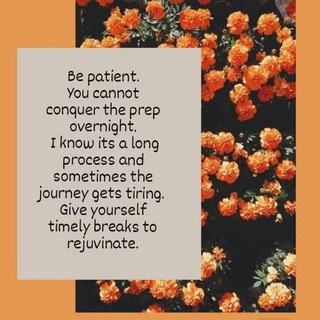 Be patient.
You cannot
conquer the prep
overnight.
I know its a long
process and
sometimes the
journey gets tiring.
Give yourself
timely breaks to
rejuvinate.